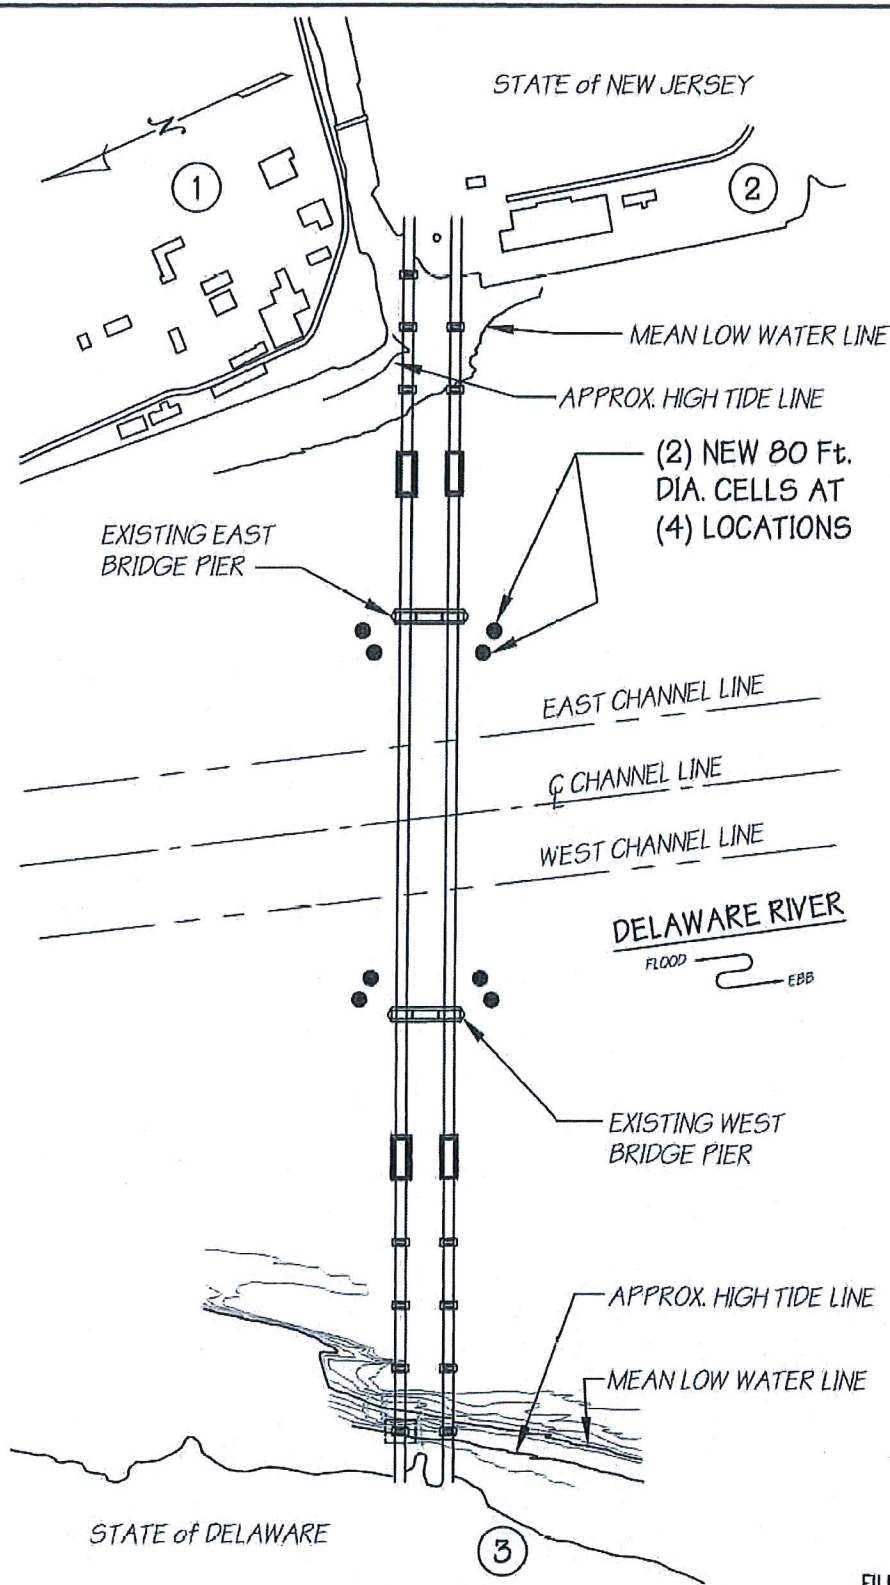 STATE of NEW JERSEY
N
1
2
MEAN LOW WATER LINE
APPROX. HIGH TIDE LINE
(2) NEW 80 Ft.
DIA. CELLS AT
(4) LOCATIONS
EXISTING EAST
BRIDGE PIER
EAST CHANNEL LINE
℄ CHANNEL LINE
WEST CHANNEL LINE
DELAWARE RIVER
FLOOD
EBB
EXISTING WEST
BRIDGE PIER
APPROX. HIGH TIDE LINE
MEAN LOW WATER LINE
STATE of DELAWARE
3